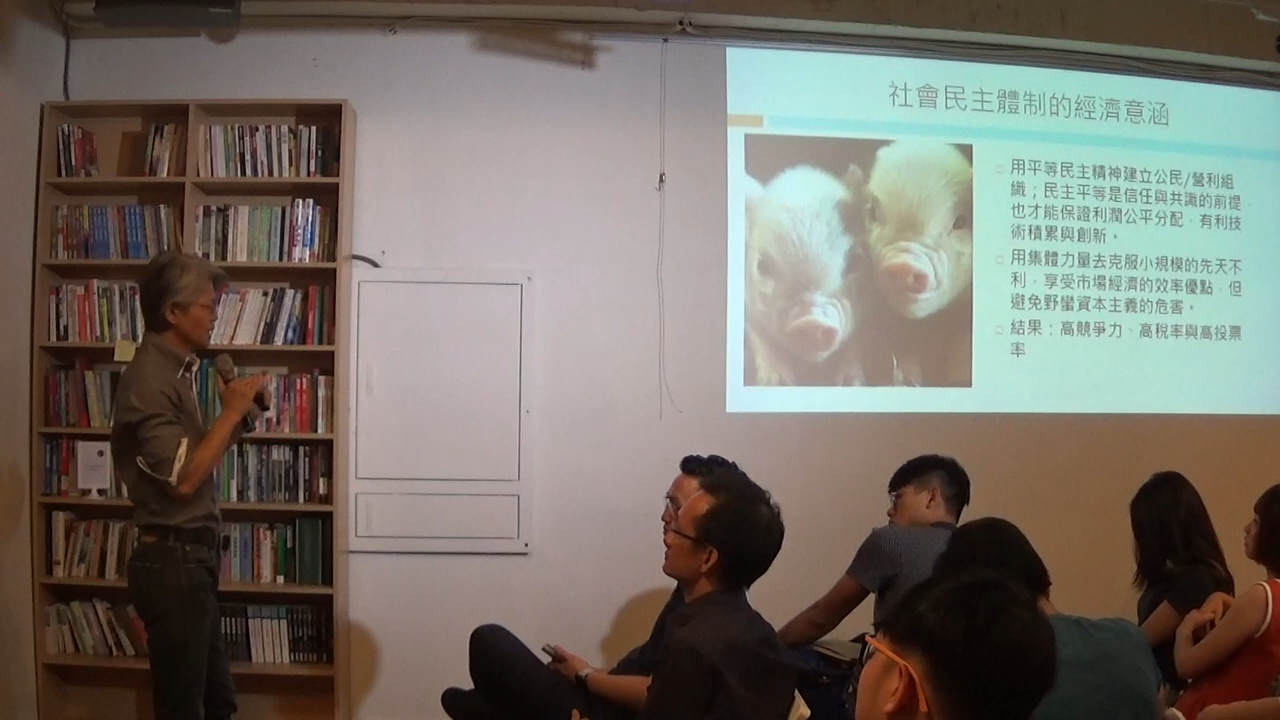 社會民主體制的經濟意涵
用平等民主精神建立公民/營利組
織；民主平等是信任與共識的前提，
也才能保證利潤公平分配，有利技
術積累與創新。
用集體力量去克服小規模的先天不
利，享受市場經濟的效率優點，但
避免野蠻資本主義的危害。
結果：高競爭力、高稅率與高投票
率